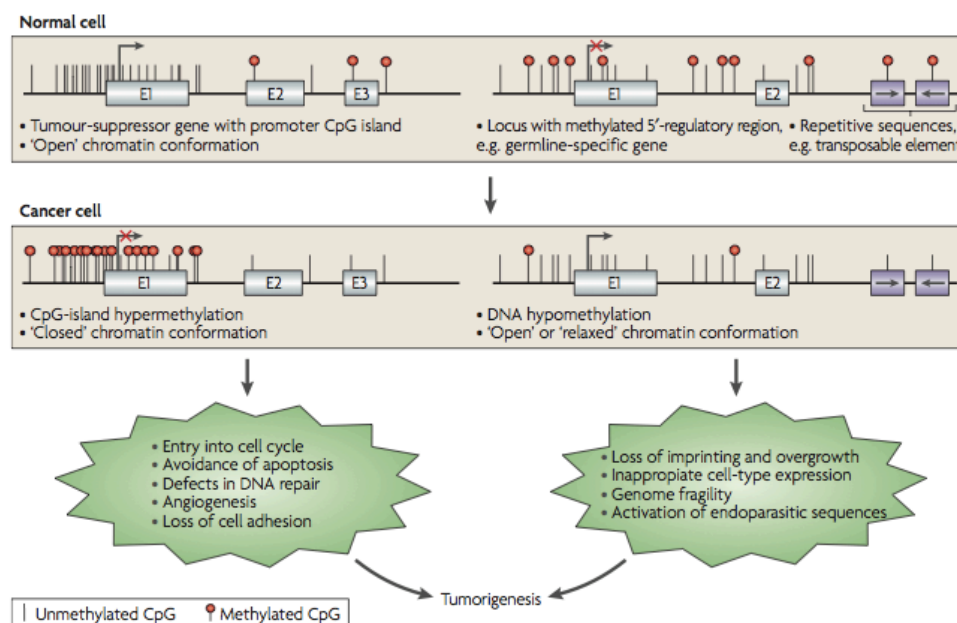 Normal cell
E1 E2 E3 E1 E2
• Tumour-suppressor gene with promoter CpG island
• 'Open' chromatin conformation
• Locus with methylated 5′-regulatory region,
e.g. germline-specific gene
• Repetitive sequences,
e.g. transposable element
Cancer cell
E1 E2 E3 E1 E2
• CpG-island hypermethylation
• 'Closed' chromatin conformation
• DNA hypomethylation
• 'Open' or 'relaxed' chromatin conformation
• Entry into cell cycle
• Avoidance of apoptosis
• Defects in DNA repair
• Angiogenesis
• Loss of cell adhesion
• Loss of imprinting and overgrowth
• Inappropiate cell-type expression
• Genome fragility
• Activation of endoparasitic sequences
Tumorigenesis
Unmethylated CpG Methylated CpG